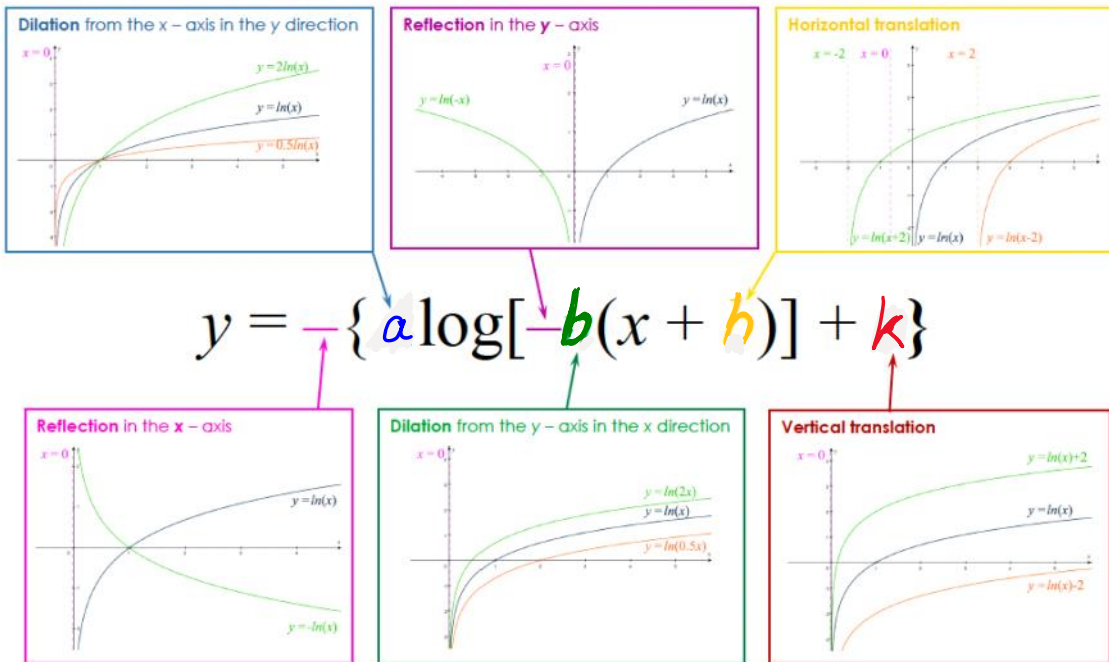 Dilation from the x – axis in the y direction
x = 0
y = 2ln(x)
y = ln(x)
y = 0.5ln(x)
Reflection in the y – axis
x = 0
y = ln(-x)
y = ln(x)
Horizontal translation
x = -2 x = 0 x = 2
y = ln(x+2) y = ln(x) y = ln(x-2)
y = – { a log[–b(x + h)] + k}
Reflection in the x – axis
x = 0
y = ln(x)
y = -ln(x)
Dilation from the y – axis in the x direction
x = 0
y = ln(2x)
y = ln(x)
y = ln(0.5x)
Vertical translation
x = 0
y = ln(x)+2
y = ln(x)
y = ln(x)-2